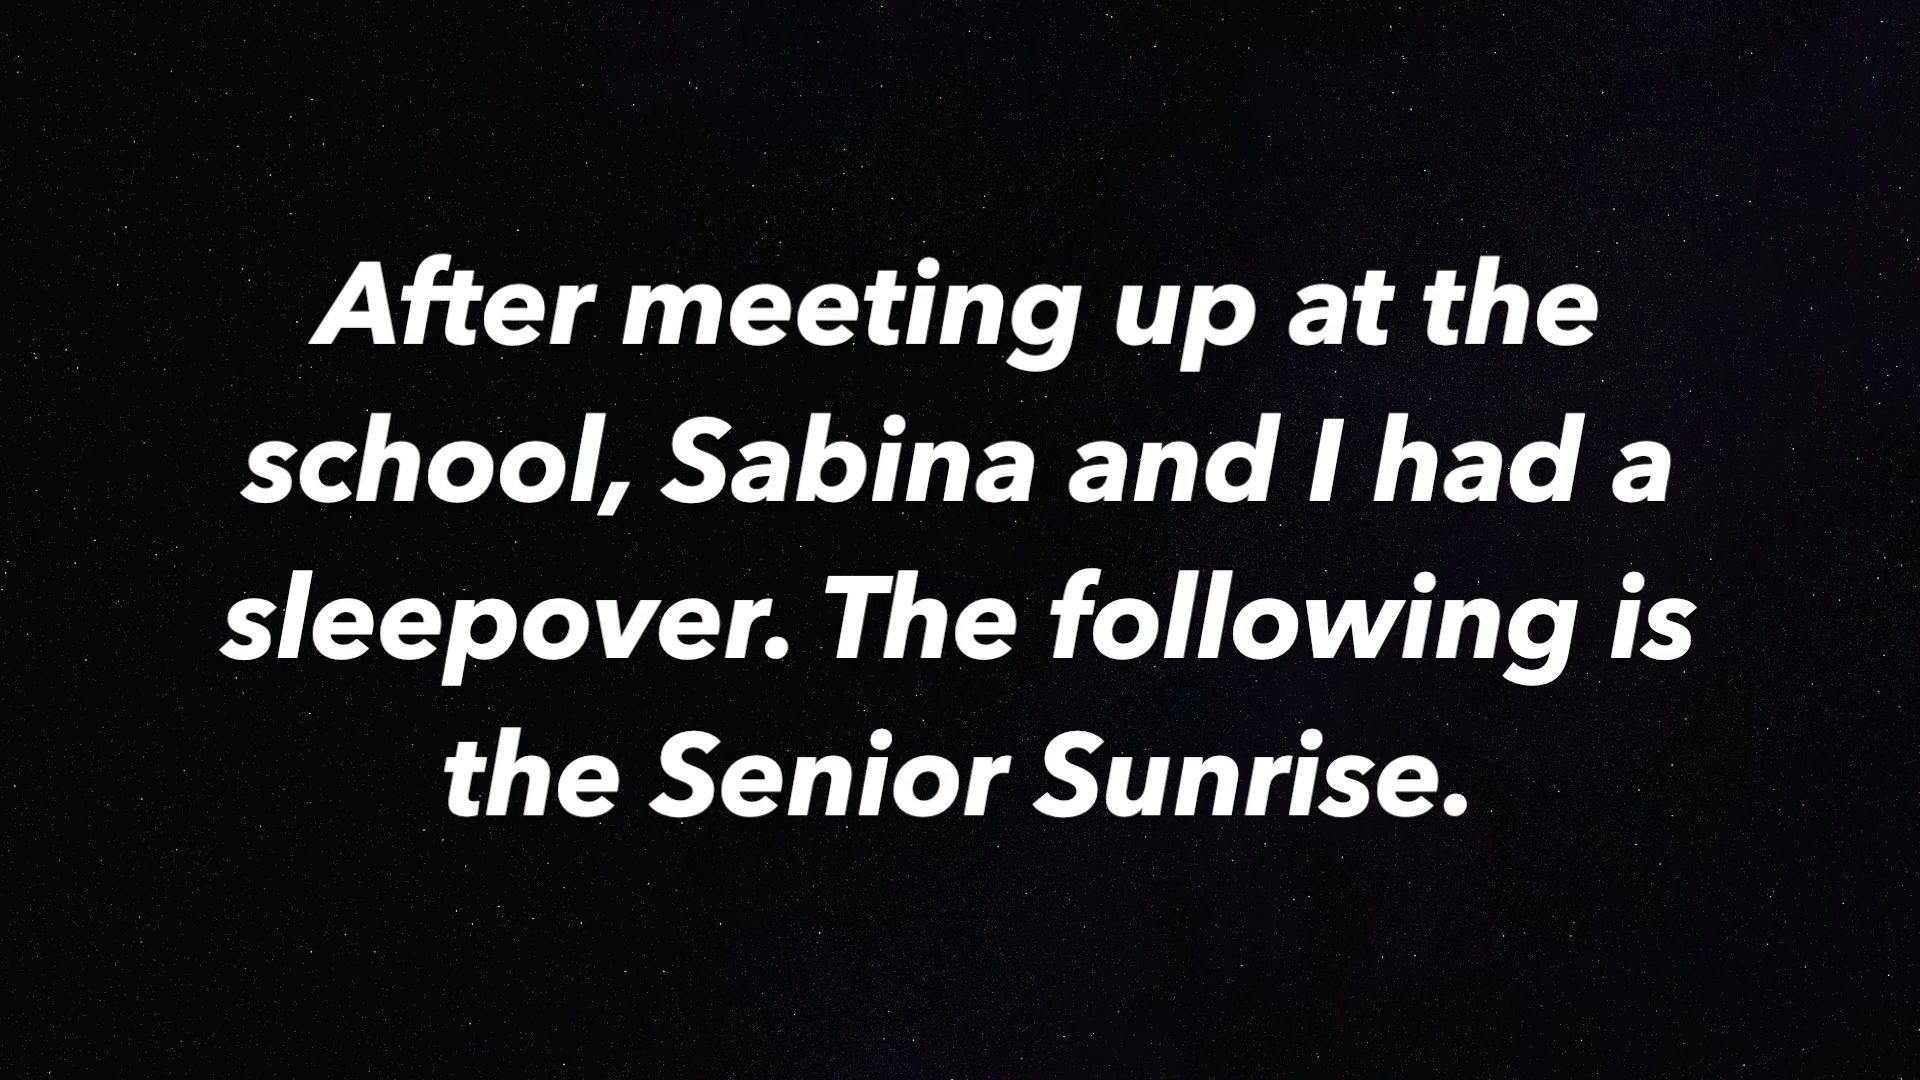 After meeting up at the
school, Sabina and I had a
sleepover. The following is
the Senior Sunrise.